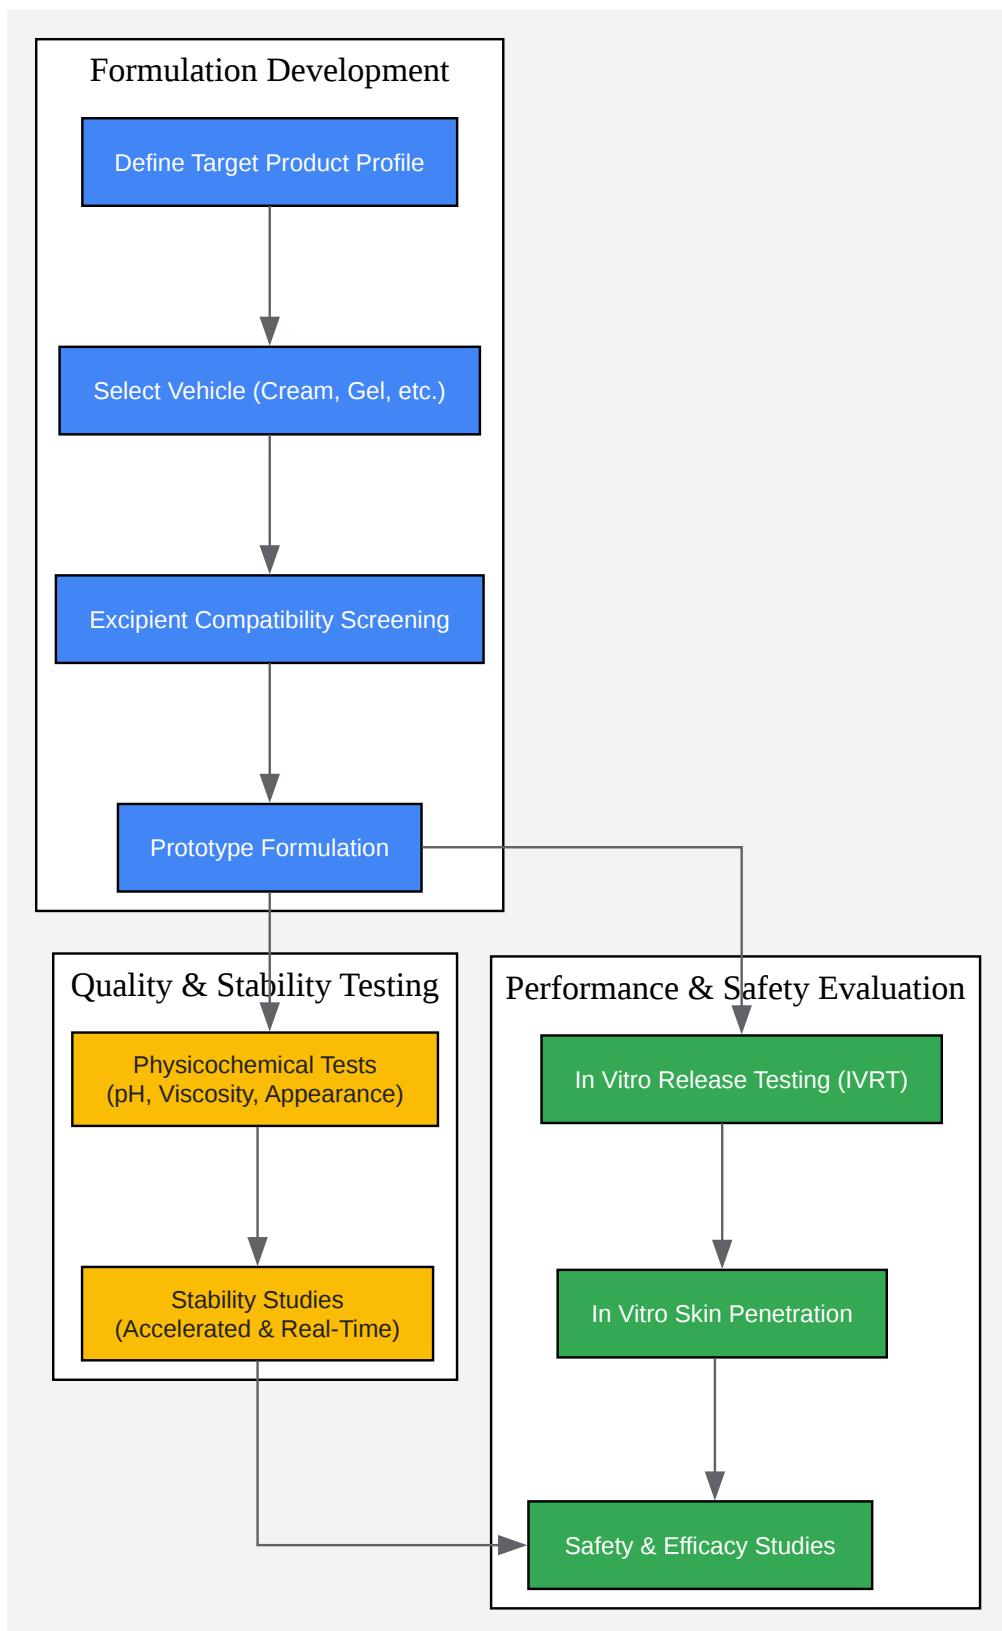 Formulation Development
Define Target Product Profile
Select Vehicle (Cream, Gel, etc.)
Excipient Compatibility Screening
Prototype Formulation
Quality & Stability Testing
Physicochemical Tests
(pH, Viscosity, Appearance)
Stability Studies
(Accelerated & Real-Time)
Performance & Safety Evaluation
In Vitro Release Testing (IVRT)
In Vitro Skin Penetration
Safety & Efficacy Studies